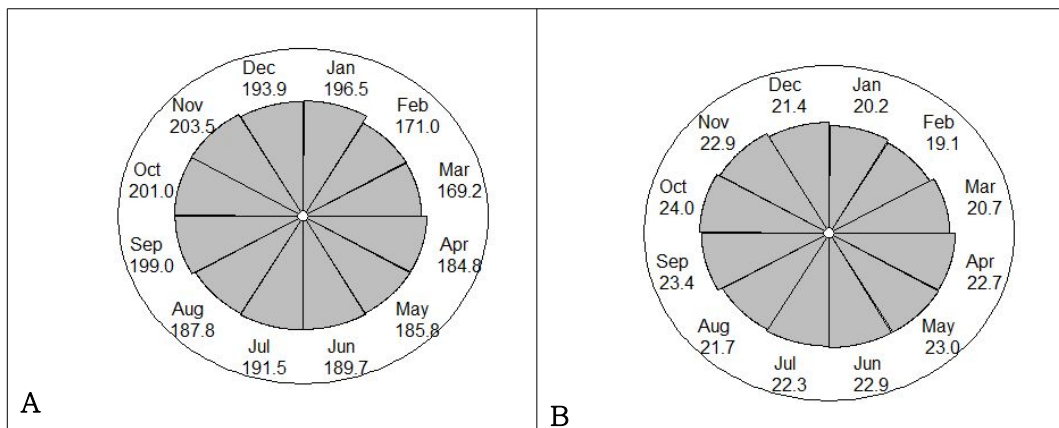 Jan
196.5
Feb
171.0
Mar
169.2
Apr
184.8
May
185.8
Jun
189.7
Jul
191.5
Aug
187.8
Sep
199.0
Oct
201.0
Nov
203.5
Dec
193.9
A
Jan
20.2
Feb
19.1
Mar
20.7
Apr
22.7
May
23.0
Jun
22.9
Jul
22.3
Aug
21.7
Sep
23.4
Oct
24.0
Nov
22.9
Dec
21.4
B